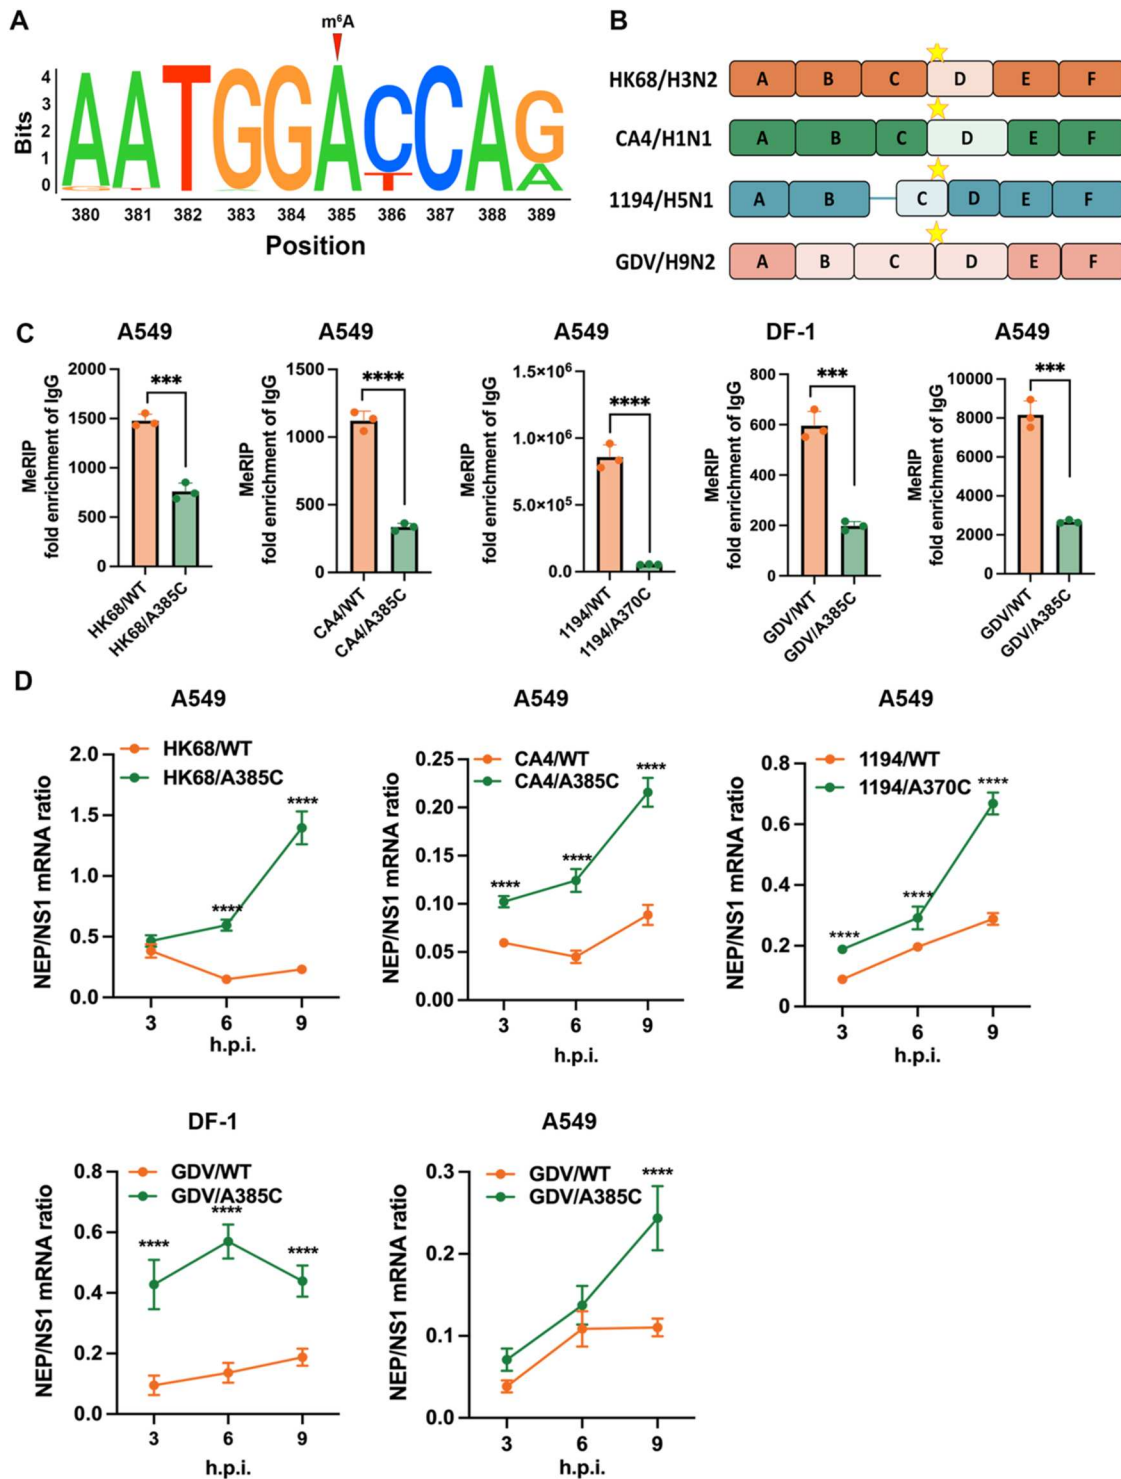 A
m⁶A
Bits
4
3
2
1
0
AATGGACCAG
T A
380 381 382 383 384 385 386 387 388 389
Position
B
HK68/H3N2 A B C D E F
CA4/H1N1 A B C D E F
1194/H5N1 A B C D E F
GDV/H9N2 A B C D E F
C
A549
MeRIP
fold enrichment of IgG
2000
1500
1000
500
0
***
HK68/WT
HK68/A385C
A549
MeRIP
fold enrichment of IgG
1500
1000
500
0
****
CA4/WT
CA4/A385C
A549
MeRIP
fold enrichment of IgG
1.5×10⁶
1.0×10⁶
5.0×10⁵
0.0
****
1194/WT
1194/A370C
DF-1
MeRIP
fold enrichment of IgG
800
600
400
200
0
***
GDV/WT
GDV/A385C
A549
MeRIP
fold enrichment of IgG
10000
8000
6000
4000
2000
0
***
GDV/WT
GDV/A385C
D
A549
HK68/WT
HK68/A385C
NEP/NS1 mRNA ratio
2.0
1.5
1.0
0.5
0.0
****
****
3 6 9
h.p.i.
A549
CA4/WT
CA4/A385C
NEP/NS1 mRNA ratio
0.25
0.20
0.15
0.10
0.05
0.00
****
****
****
3 6 9
h.p.i.
A549
1194/WT
1194/A370C
NEP/NS1 mRNA ratio
0.8
0.6
0.4
0.2
0
****
****
****
3 6 9
h.p.i.
DF-1
GDV/WT
GDV/A385C
NEP/NS1 mRNA ratio
0.8
0.6
0.4
0.2
0.0
****
****
****
3 6 9
h.p.i.
A549
GDV/WT
GDV/A385C
NEP/NS1 mRNA ratio
0.3
0.2
0.1
0.0
****
3 6 9
h.p.i.